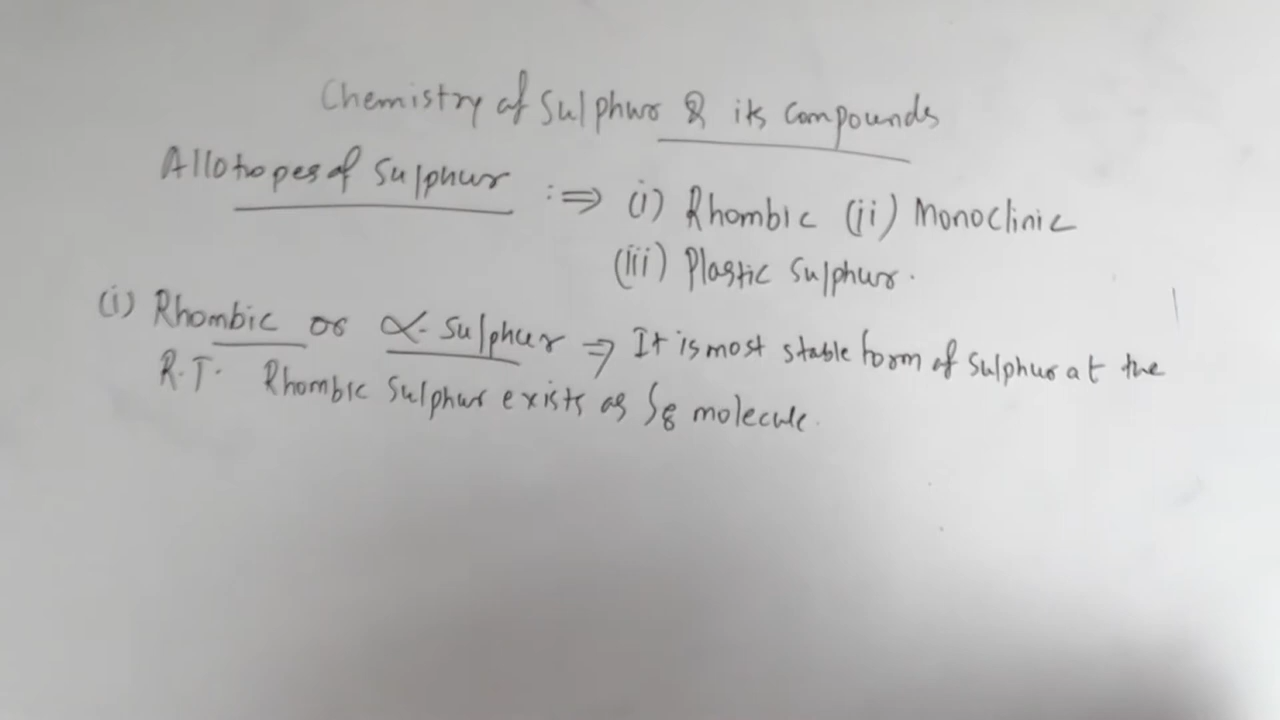 Chemistry of Sulphur & its Compounds
Allotropes of Sulphur :⇒ (i) Rhombic (ii) Monoclinic
(iii) Plastic Sulphur.
(i) Rhombic or α-Sulphur ⇒ It is most stable form of Sulphur at the
R.T. Rhombic Sulphur exists as S8 molecule.